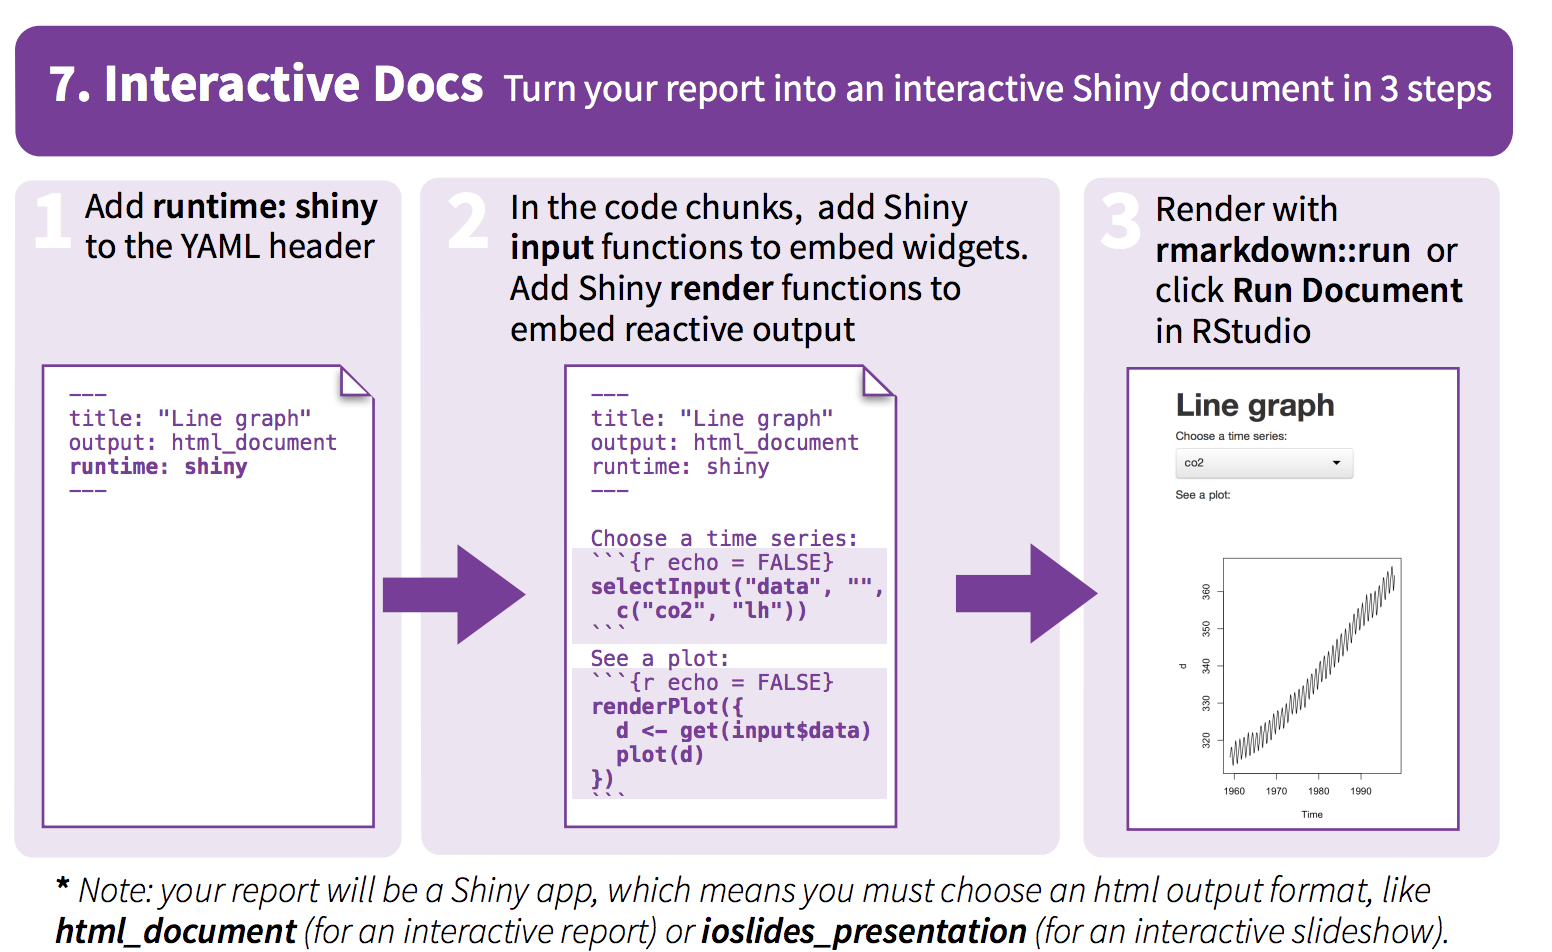 7. Interactive Docs Turn your report into an interactive Shiny document in 3 steps
1
Add runtime: shiny
to the YAML header
---
title: "Line graph"
output: html_document
runtime: shiny
---
2
In the code chunks, add Shiny
input functions to embed widgets.
Add Shiny render functions to
embed reactive output
---
title: "Line graph"
output: html_document
runtime: shiny
---
Choose a time series:
```{r echo = FALSE}
selectInput("data", "",
  c("co2", "lh"))
```
See a plot:
```{r echo = FALSE}
renderPlot({
  d <- get(input$data)
  plot(d)
})
```
3
Render with
rmarkdown::run or
click Run Document
in RStudio
Line graph
Choose a time series:
co2
See a plot:
d
360
350
340
330
320
1960 1970 1980 1990
Time
* Note: your report will be a Shiny app, which means you must choose an html output format, like
html_document (for an interactive report) or ioslides_presentation (for an interactive slideshow).